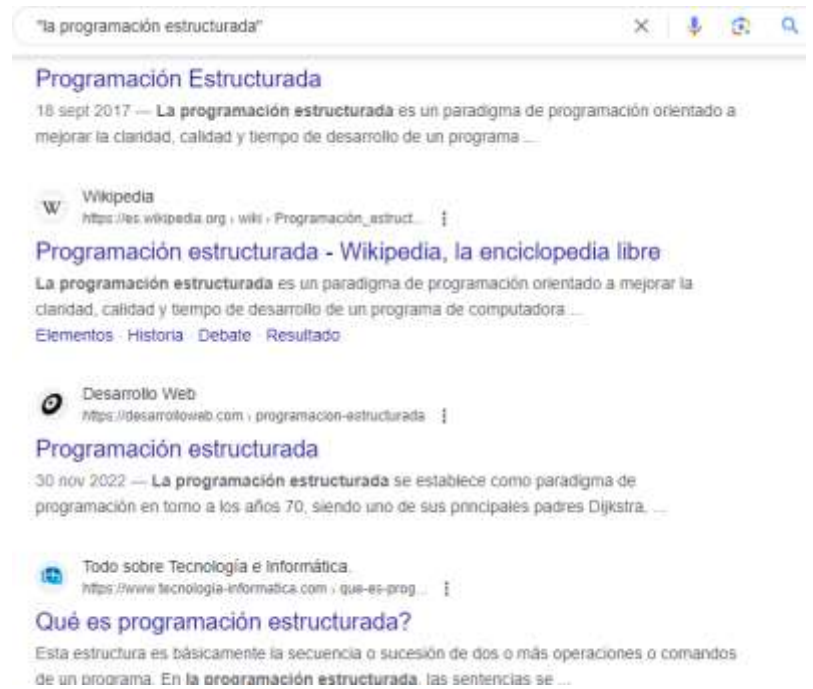 "la programación estructurada"
Programación Estructurada
18 sept 2017 — La programación estructurada es un paradigma de programación orientado a
mejorar la claridad, calidad y tiempo de desarrollo de un programa ...
Wikipedia
https://es.wikipedia.org › wiki › Programación_estruct...
Programación estructurada - Wikipedia, la enciclopedia libre
La programación estructurada es un paradigma de programación orientado a mejorar la
claridad, calidad y tiempo de desarrollo de un programa de computadora ...
Elementos · Historia · Debate · Resultado
Desarrollo Web
https://desarrolloweb.com › programacion-estructurada
Programación estructurada
30 nov 2022 — La programación estructurada se establece como paradigma de
programación en torno a los años 70, siendo uno de sus principales padres Dijkstra, ...
Todo sobre Tecnología e Informática.
https://www.tecnologia-informatica.com › que-es-prog...
Qué es programación estructurada?
Esta estructura es básicamente la secuencia o sucesión de dos o más operaciones o comandos
de un programa. En la programación estructurada, las sentencias se ...